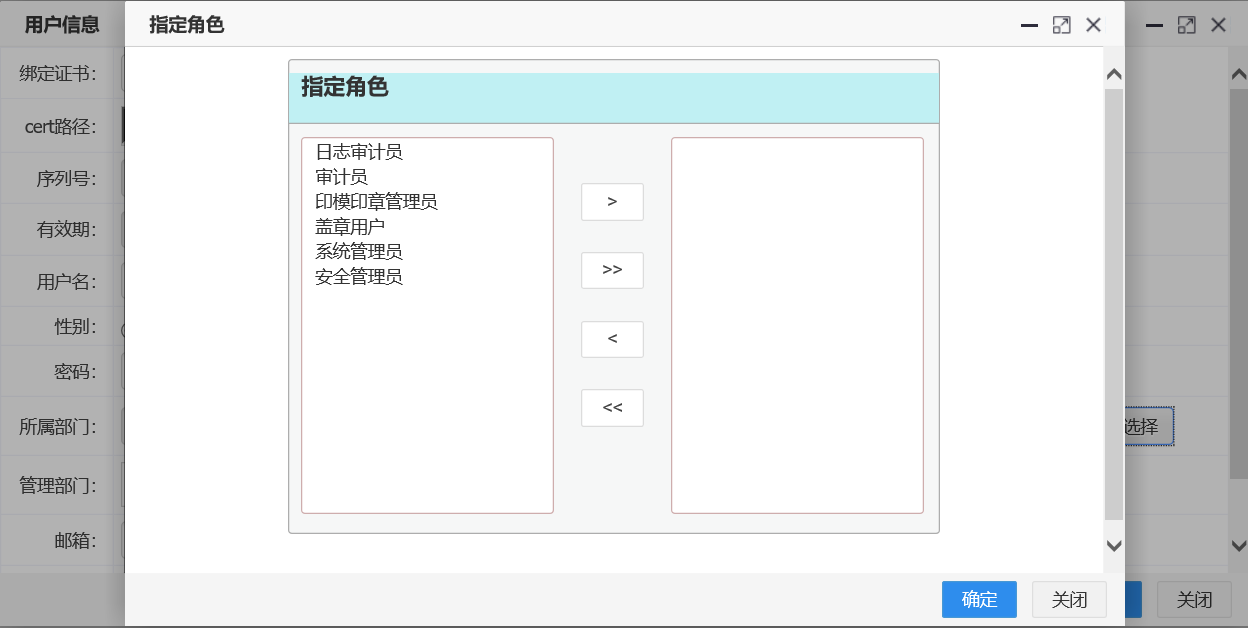 用户信息
指定角色
绑定证书：
cert路径：
序列号：
有效期：
用户名：
性别：
密码：
所属部门：
管理部门：
邮箱：
指定角色
日志审计员
审计员
印模印章管理员
盖章用户
系统管理员
安全管理员
>
>>
<
<<
选择
确定
关闭
关闭